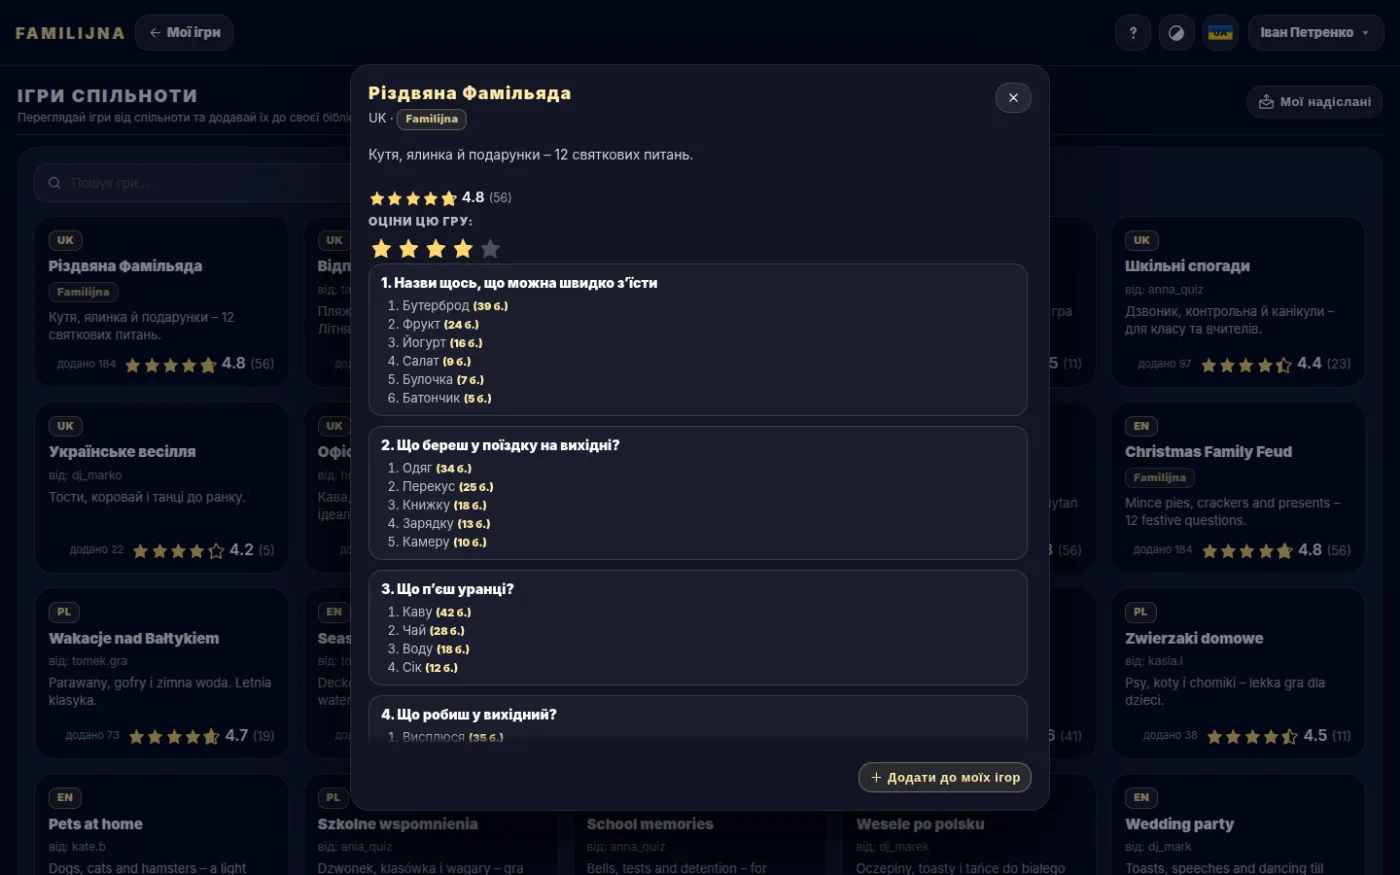 FAMILIJNA
← Мої ігри
?
UA
Іван Петренко
ІГРИ СПІЛЬНОТИ
Переглядай ігри від спільноти та додавай їх до своєї
Мої надіслані
Пошук гри...
Різдвяна Фамільяда
UK · Familijna
Кутя, ялинка й подарунки – 12 святкових питань.
4.8 (56)
ОЦІНИ ЦЮ ГРУ:
1. Назви щось, що можна швидко з’їсти
1. Бутерброд (39 б.)
2. Фрукт (24 б.)
3. Йогурт (16 б.)
4. Салат (9 б.)
5. Булочка (7 б.)
6. Батончик (5 б.)
2. Що береш у поїздку на вихідні?
1. Одяг (34 б.)
2. Перекус (25 б.)
3. Книжку (18 б.)
4. Зарядку (13 б.)
5. Камеру (10 б.)
3. Що п’єш уранці?
1. Каву (42 б.)
2. Чай (28 б.)
3. Воду (18 б.)
4. Сік (12 б.)
4. Що робиш у вихідний?
1. Висплюся (35 б.)
+ Додати до моїх ігор
UK
Різдвяна Фамільяда
Familijna
Кутя, ялинка й подарунки – 12
святкових питань.
додано 184 4.8 (56)
UK
від:
UK
Шкільні спогади
від: anna_quiz
Дзвоник, контрольна й канікули –
для класу та вчителів.
додано 97 4.4 (23)
гра
5 (11)
UK
Українське весілля
від: dj_marko
Тости, коровай і танці до ранку.
додано 22 4.2 (5)
UK
від:
Кава,
(56)
EN
Christmas Family Feud
Familijna
Mince pies, crackers and presents –
12 festive questions.
додано 184 4.8 (56)
PL
Wakacje nad Bałtykiem
від: tomek.gra
Parawany, gofry i zimna woda. Letnia
klasyka.
додано 73 4.7 (19)
EN
від:
(41)
PL
Zwierzaki domowe
від: kasia.l
Psy, koty i chomiki – lekka gra dla
dzieci.
додано 38 4.5 (11)
EN
Pets at home
від: kate.b
Dogs, cats and hamsters – a light
PL
Szkolne wspomnienia
від: ania_quiz
Dzwonek, klasówka i wagary – gra
School memories
від: anna_quiz
Bells, tests and detention – for
Wesele po polsku
від: dj_marek
Oczepiny, toasty i tańce do białego
EN
Wedding party
від: dj_mark
Toasts, speeches and dancing till